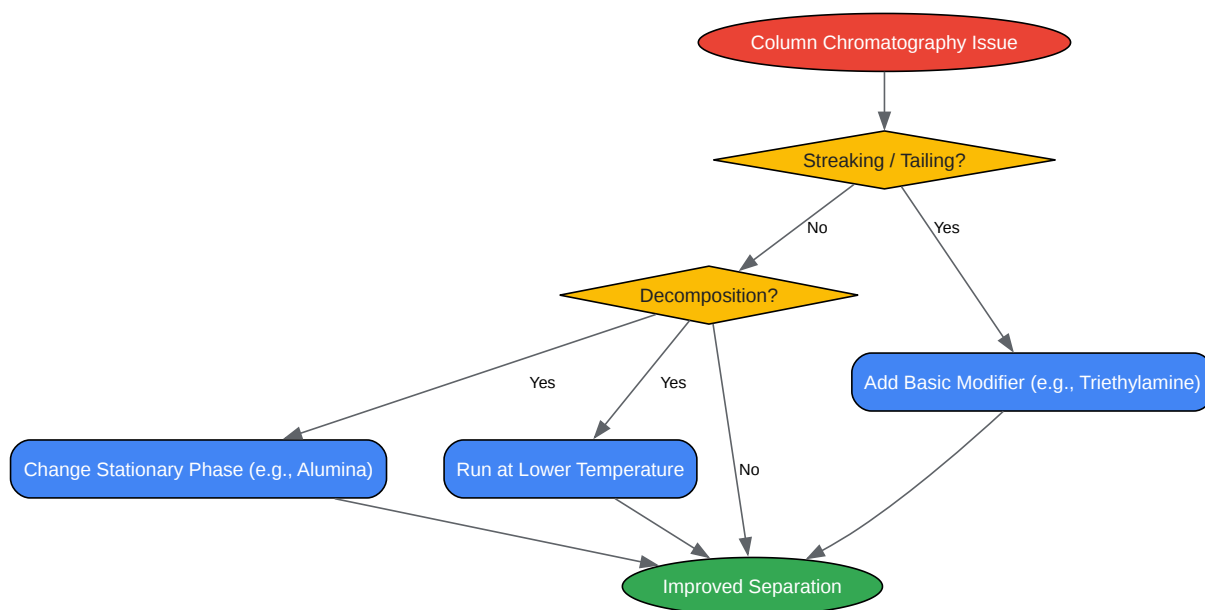 Column Chromatography Issue
Streaking / Tailing?
No
Yes
Decomposition?
Yes
Yes
Add Basic Modifier (e.g., Triethylamine)
Change Stationary Phase (e.g., Alumina)
Run at Lower Temperature
No
Improved Separation